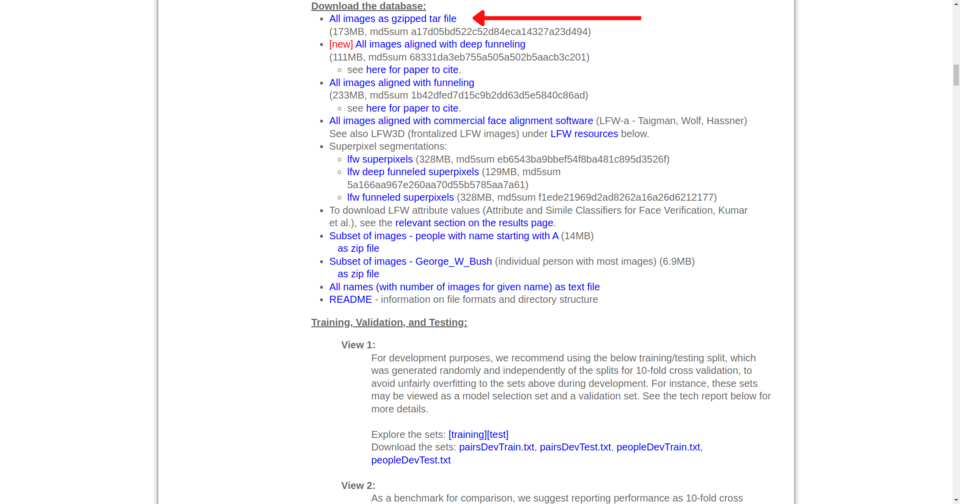 Download the database:
• All images as gzipped tar file
(173MB, md5sum a17d05bd522c52d84eca14327a23d494)
• [new] All images aligned with deep funneling
(111MB, md5sum 68331da3eb755a505a502b5aacb3c201)
◦ see here for paper to cite.
• All images aligned with funneling
(233MB, md5sum 1b42dfed7d15c9b2dd63d5e5840c86ad)
◦ see here for paper to cite.
• All images aligned with commercial face alignment software (LFW-a - Taigman, Wolf, Hassner)
See also LFW3D (frontalized LFW images) under LFW resources below.
• Superpixel segmentations:
◦ lfw superpixels (328MB, md5sum eb6543ba9bbef54f8ba481c895d3526f)
◦ lfw deep funneled superpixels (129MB, md5sum
5a166aa967e260aa70d55b5785aa7a61)
◦ lfw funneled superpixels (328MB, md5sum f1ede21969d2ad8262a16a26d6212177)
• To download LFW attribute values (Attribute and Simile Classifiers for Face Verification, Kumar
et al.), see the relevant section on the results page.
• Subset of images - people with name starting with A (14MB)
as zip file
• Subset of images - George_W_Bush (individual person with most images) (6.9MB)
as zip file
• All names (with number of images for given name) as text file
• README - information on file formats and directory structure
Training, Validation, and Testing:
View 1:
For development purposes, we recommend using the below training/testing split, which
was generated randomly and independently of the splits for 10-fold cross validation, to
avoid unfairly overfitting to the sets above during development. For instance, these sets
may be viewed as a model selection set and a validation set. See the tech report below for
more details.
Explore the sets: [training][test]
Download the sets: pairsDevTrain.txt, pairsDevTest.txt, peopleDevTrain.txt,
peopleDevTest.txt
View 2:
As a benchmark for comparison, we suggest reporting performance as 10-fold cross